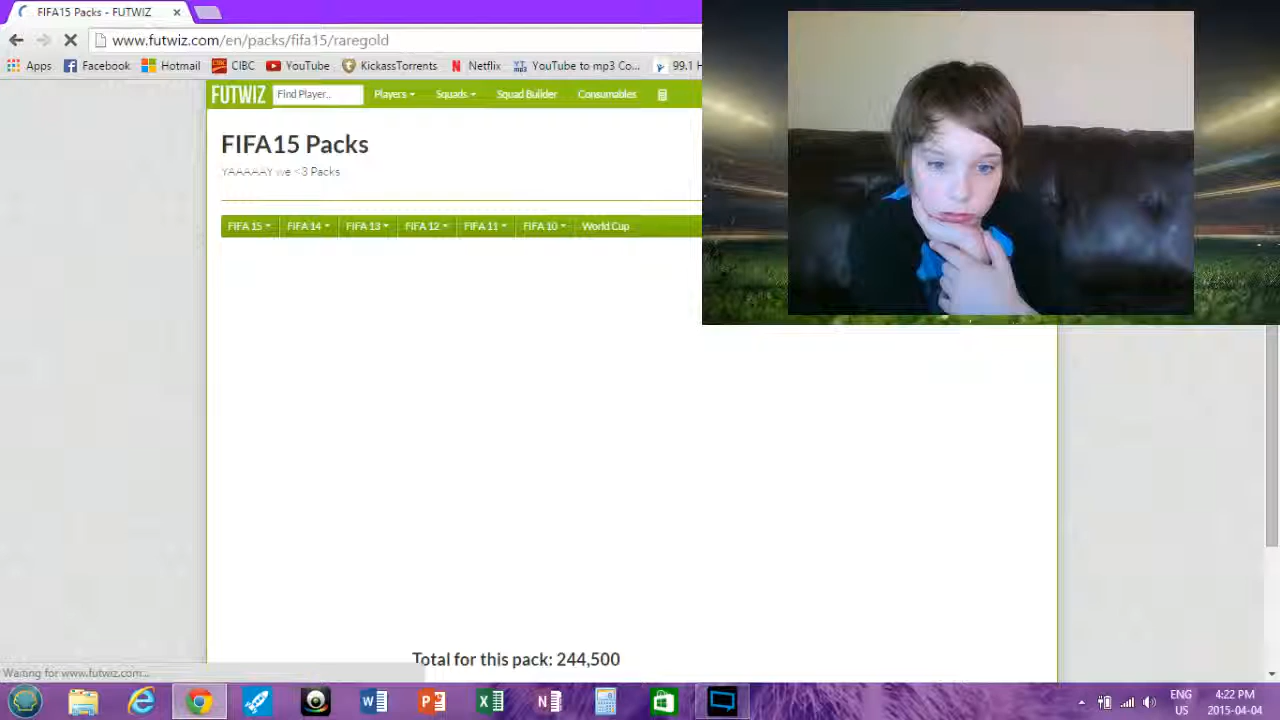 FIFA15 Packs - FUTWIZ
www.futwiz.com/en/packs/fifa15/raregold
Apps Facebook Hotmail CIBC YouTube KickassTorrents Netflix YouTube to mp3 Co... 99.1 H
FUTWIZ Find Player.. Players Squads Squad Builder Consumables
FIFA15 Packs
YAAAAAY we <3 Packs
FIFA 15 FIFA 14 FIFA 13 FIFA 12 FIFA 11 FIFA 10 World Cup
Total for this pack: 244,500
Waiting for www.futwiz.com...
ENG 4:22 PM
US 2015-04-04